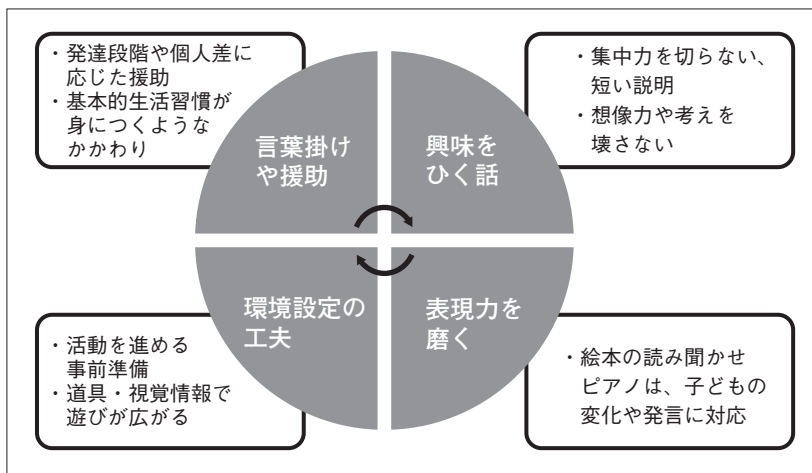 ・発達段階や個人差に
応じた援助
・基本的生活習慣が
身につくような
かかわり
言葉掛け
や援助
興味を
ひく話
・集中力を切らない、
短い説明
・想像力や考えを
壊さない
環境設定の
工夫
表現力を
磨く
・活動を進める
事前準備
・道具・視覚情報で
遊びが広がる
・絵本の読み聞かせ
ピアノは、子どもの
変化や発言に対応